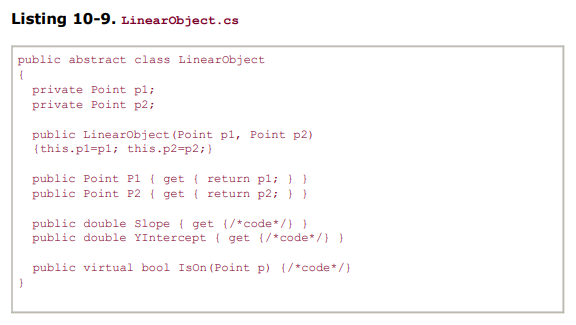 Listing 10-9. LinearObject.cs
public abstract class LinearObject
{
private Point p1;
private Point p2;
public LinearObject(Point p1, Point p2)
{this.p1=p1; this.p2=p2;}
public Point P1 { get { return p1; } }
public Point P2 { get { return p2; } }
public double Slope { get {/*code*/} }
public double YIntercept { get {/*code*/} }
public virtual bool IsOn(Point p) {/*code*/}
}